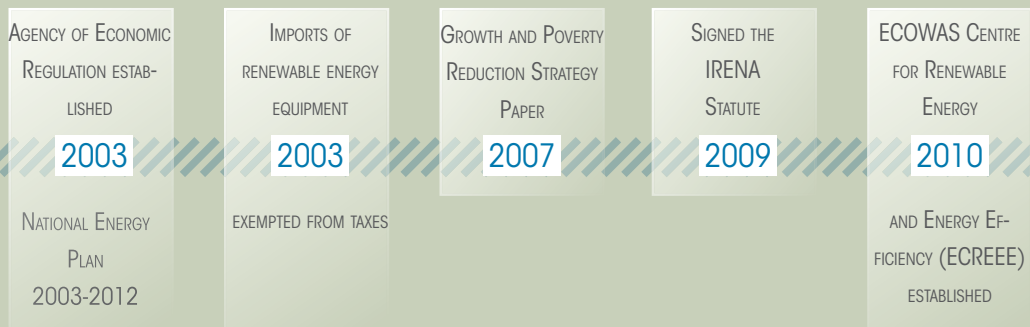 Agency of Economic
Regulation estab-
lished
2003
National Energy
Plan
2003-2012
Imports of
renewable energy
equipment
2003
exempted from taxes
Growth and Poverty
Reduction Strategy
Paper
2007
Signed the
IRENA
Statute
2009
ECOWAS Centre
for Renewable
Energy
2010
and Energy Ef-
ficiency (ECREEE)
established